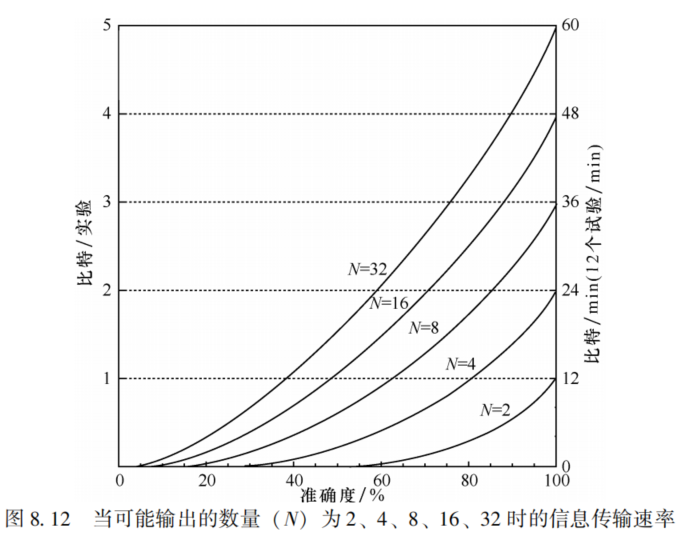 5
4
3
2
1
60
48
36
24
12
0
比特/实验
比特/min(12个试验/min)
N=32
N=16
N=8
N=4
N=2
0 20 40 60 80 100
准确度/%
图 8.12 当可能输出的数量（N）为 2、4、8、16、32 时的信息传输速率